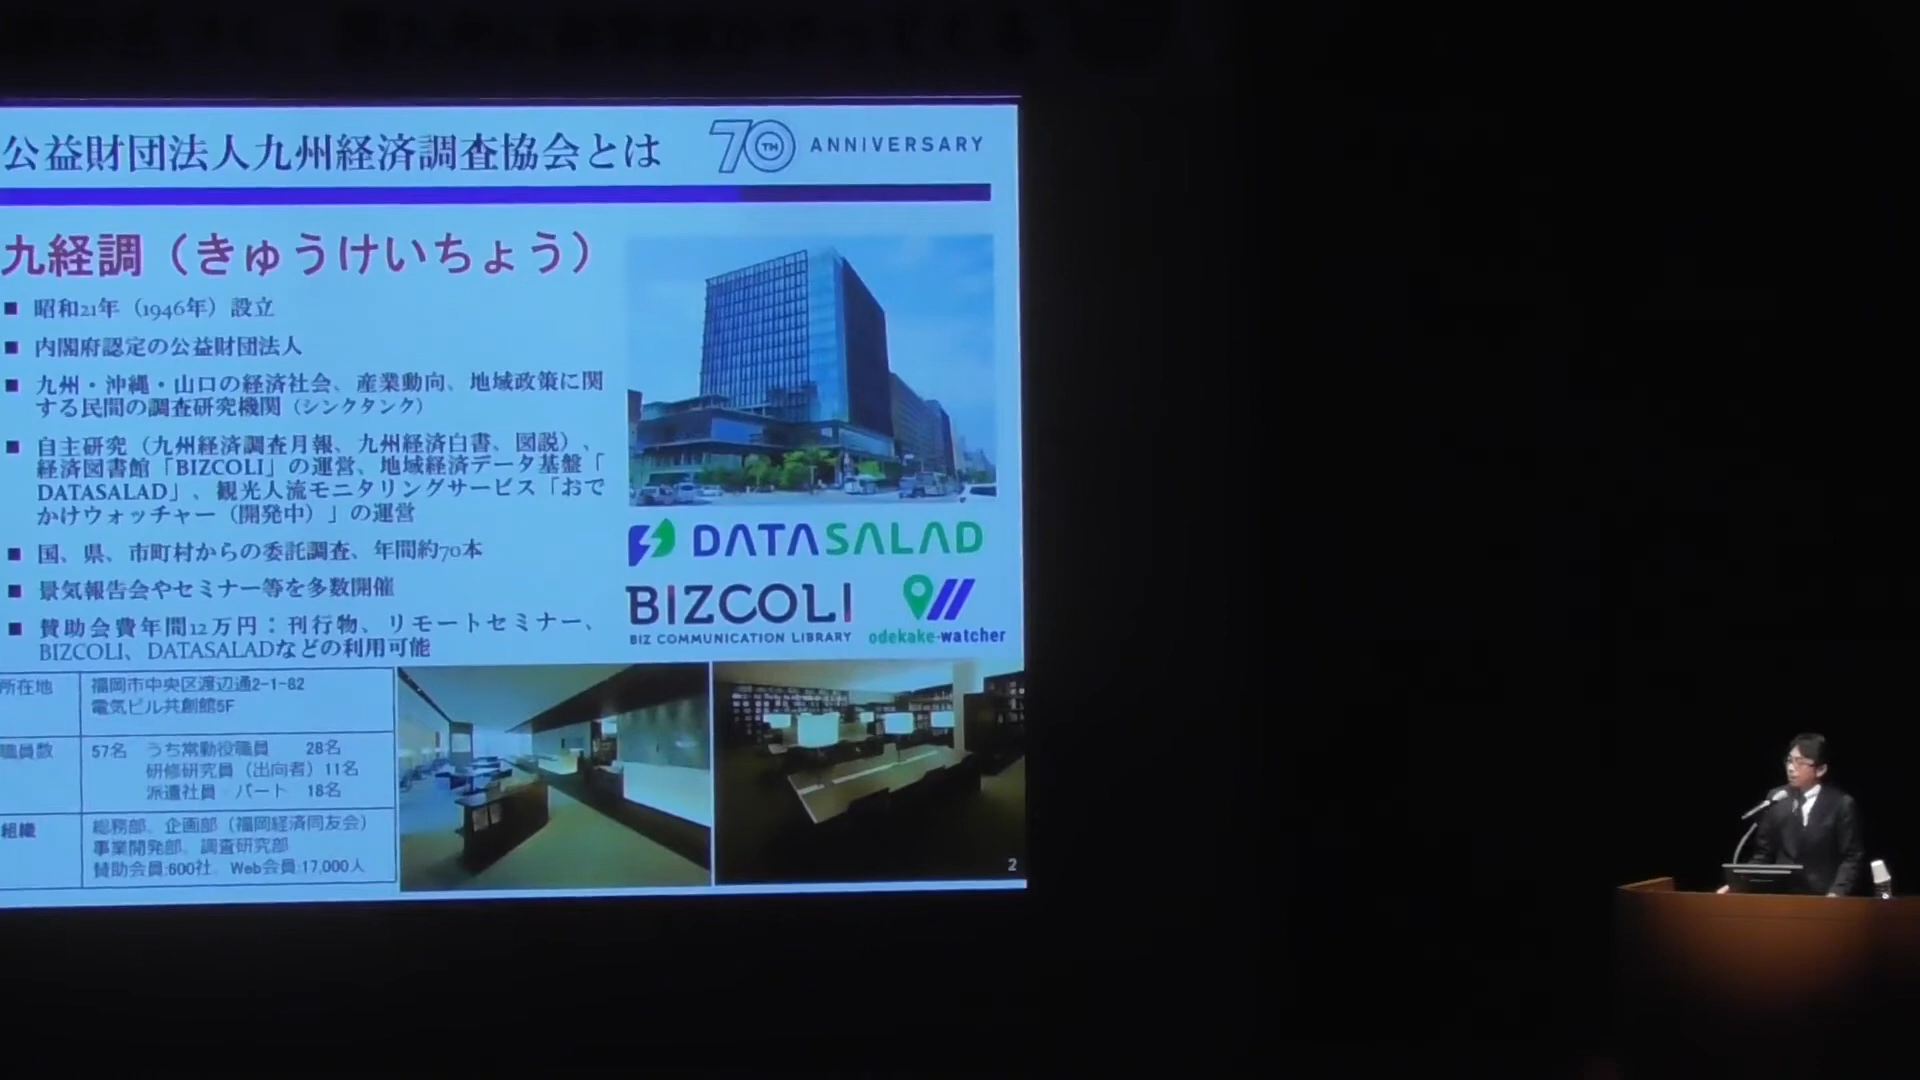 公益財団法人九州経済調査協会とは
70TH ANNIVERSARY
九経調（きゅうけいちょう）
■ 昭和21年（1946年）設立
■ 内閣府認定の公益財団法人
■ 九州・沖縄・山口の経済社会、産業動向、地域政策に関
する民間の調査研究機関（シンクタンク）
■ 自主研究（九州経済調査月報、九州経済白書、図説）、
経済図書館「BIZCOLI」の運営、地域経済データ基盤「
DATASALAD」、観光人流モニタリングサービス「おで
かけウォッチャー（開発中）」の運営
■ 国、県、市町村からの委託調査、年間約70本
■ 景気報告会やセミナー等を多数開催
■ 賛助会費年間12万円：刊行物、リモートセミナー、
BIZCOLI、DATASALADなどの利用可能
DATASALAD
BIZCOLI
BIZ COMMUNICATION LIBRARY
odekake-watcher
所在地
福岡市中央区渡辺通2-1-82
電気ビル共創館5F
職員数
57名 うち常勤役職員 28名
研修研究員（出向者）11名
派遣社員・パート 18名
組織
総務部、企画部（福岡経済同友会）
事業開発部、調査研究部
賛助会員:600社、Web会員:17,000人
2